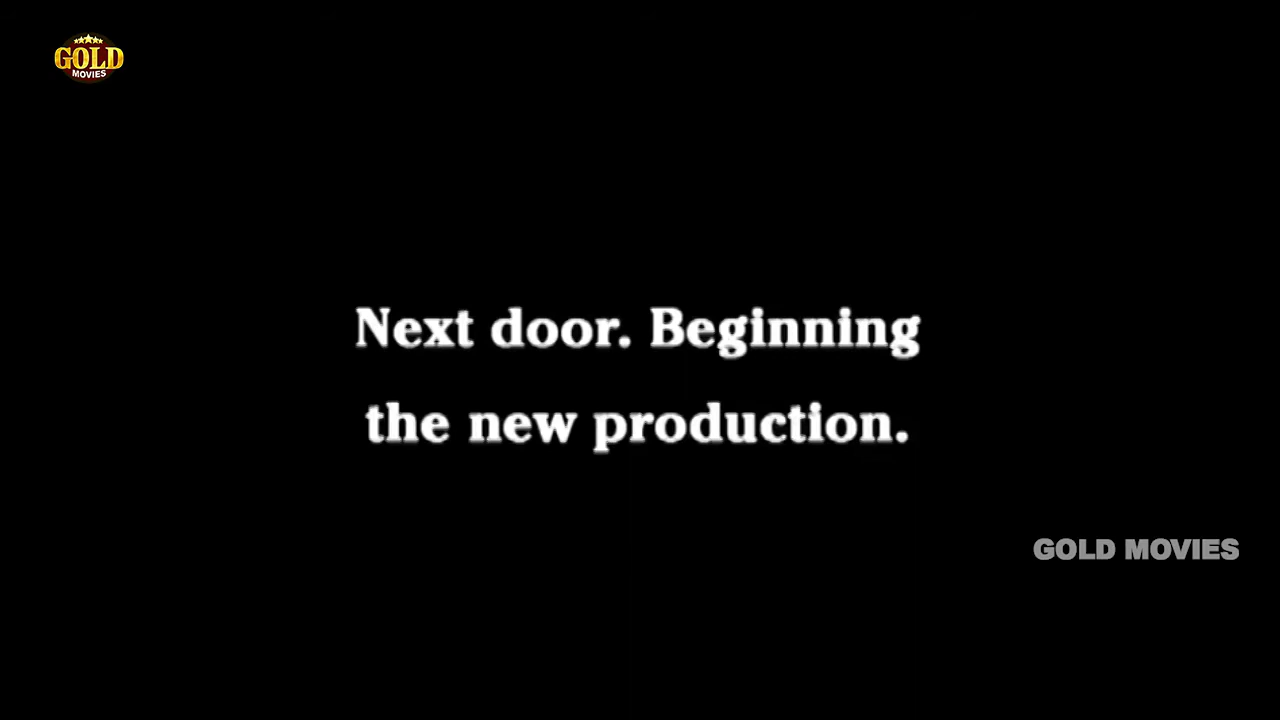 GOLD
MOVIES
Next door. Beginning
the new production.
GOLD MOVIES